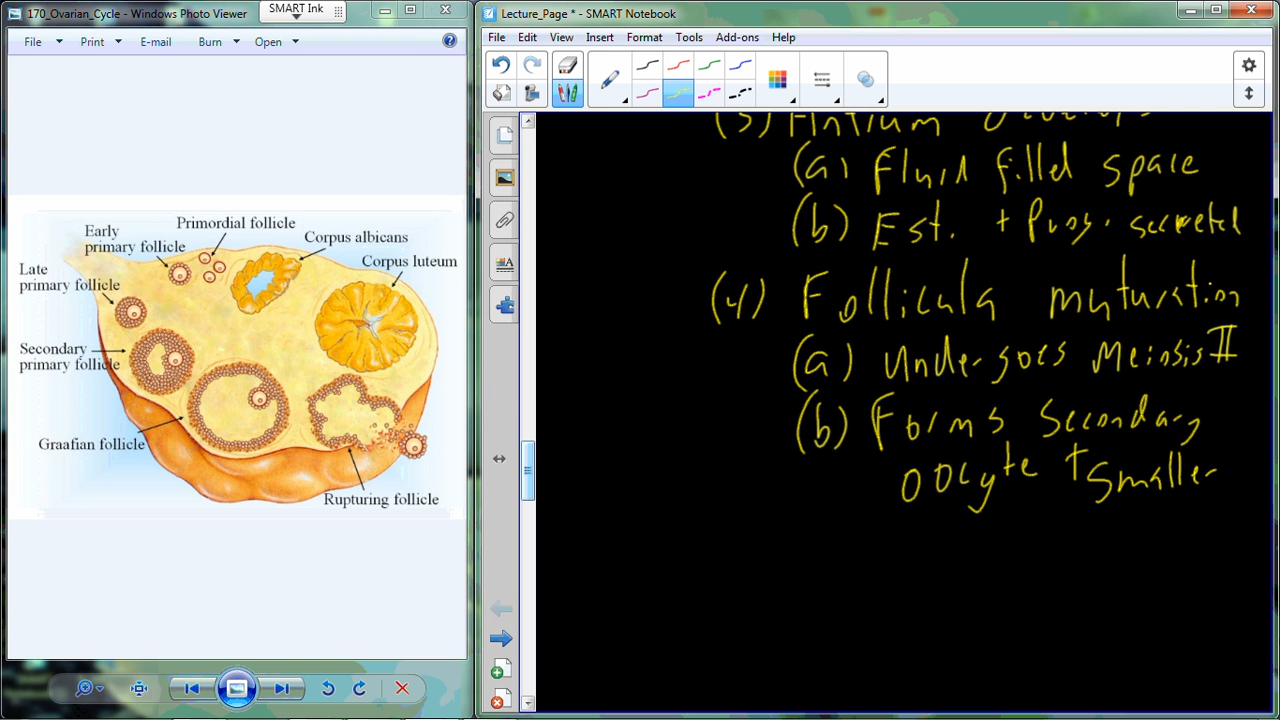 170_Ovarian_Cycle - Windows Photo Viewer
SMART Ink
File Print E-mail Burn Open
Primordial follicle
Early
primary follicle
Corpus albicans
Corpus luteum
Late
primary follicle
Secondary
primary follicle
Graafian follicle
Rupturing follicle
Lecture_Page * - SMART Notebook
File Edit View Insert Format Tools Add-ons Help
(3) Antrum
(a) Fluid filled space
(b) Est. + Prog. secreted
(4) Follicula maturation
(a) Undergoes Meiosis II
(b) Forms Secondary
oocyte + smaller